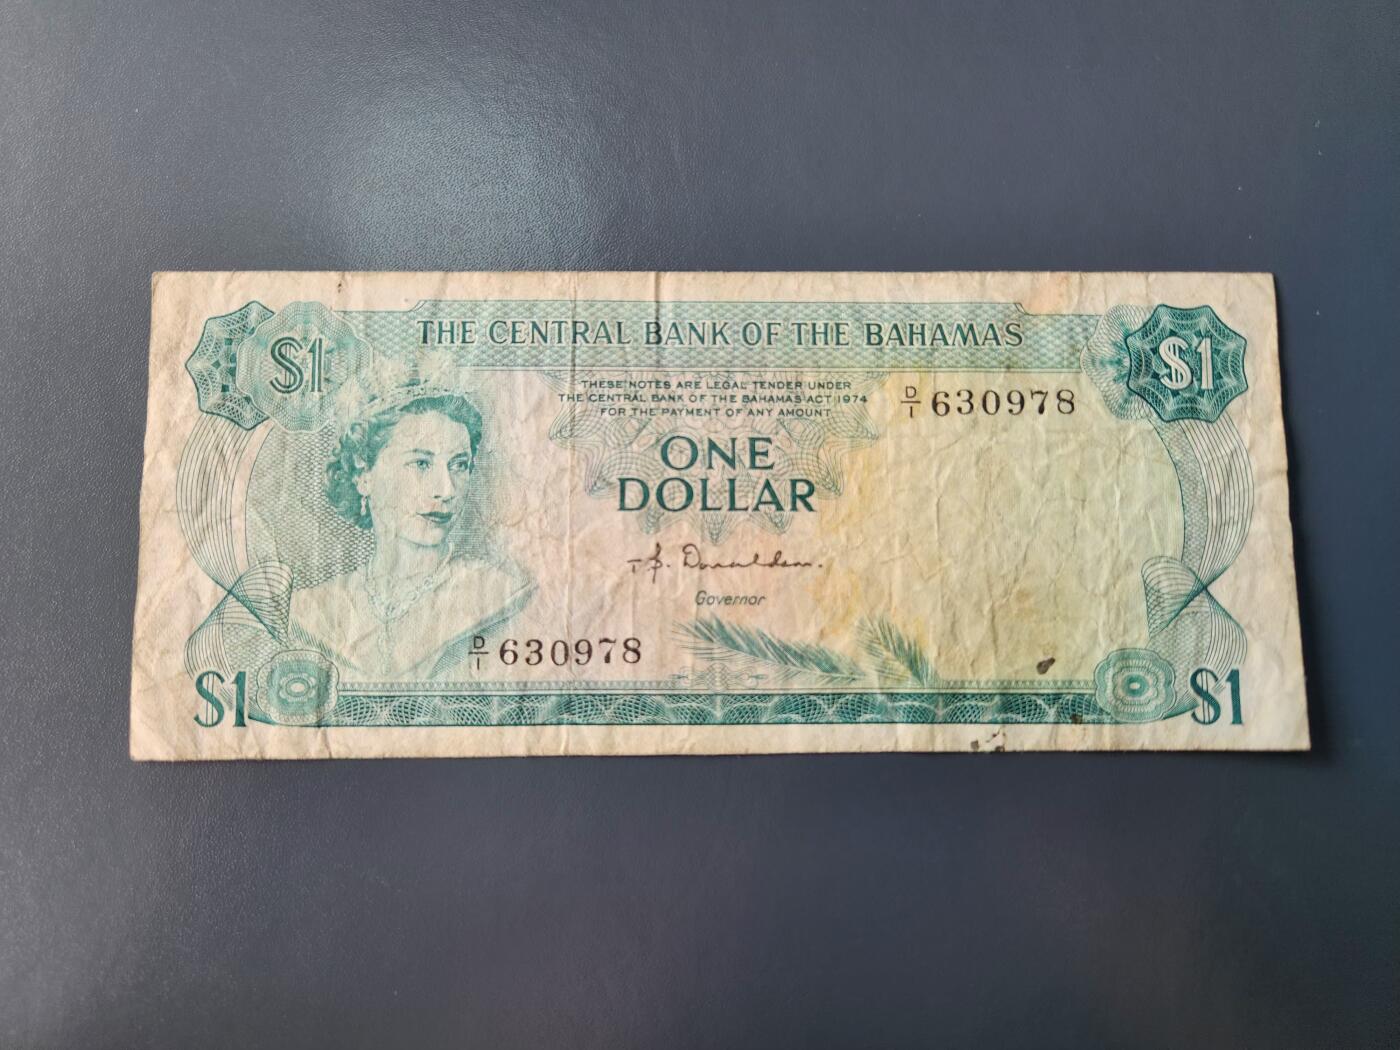 $1
THE CENTRAL BANK OF THE BAHAMAS
$1
THESE NOTES ARE LEGAL TENDER UNDER
THE CENTRAL BANK OF THE BAHAMAS ACT 1974
FOR THE PAYMENT OF ANY AMOUNT
D/1 630978
ONE
DOLLAR
T B. Donaldson.
Governor
D/1 630978
$1
$1